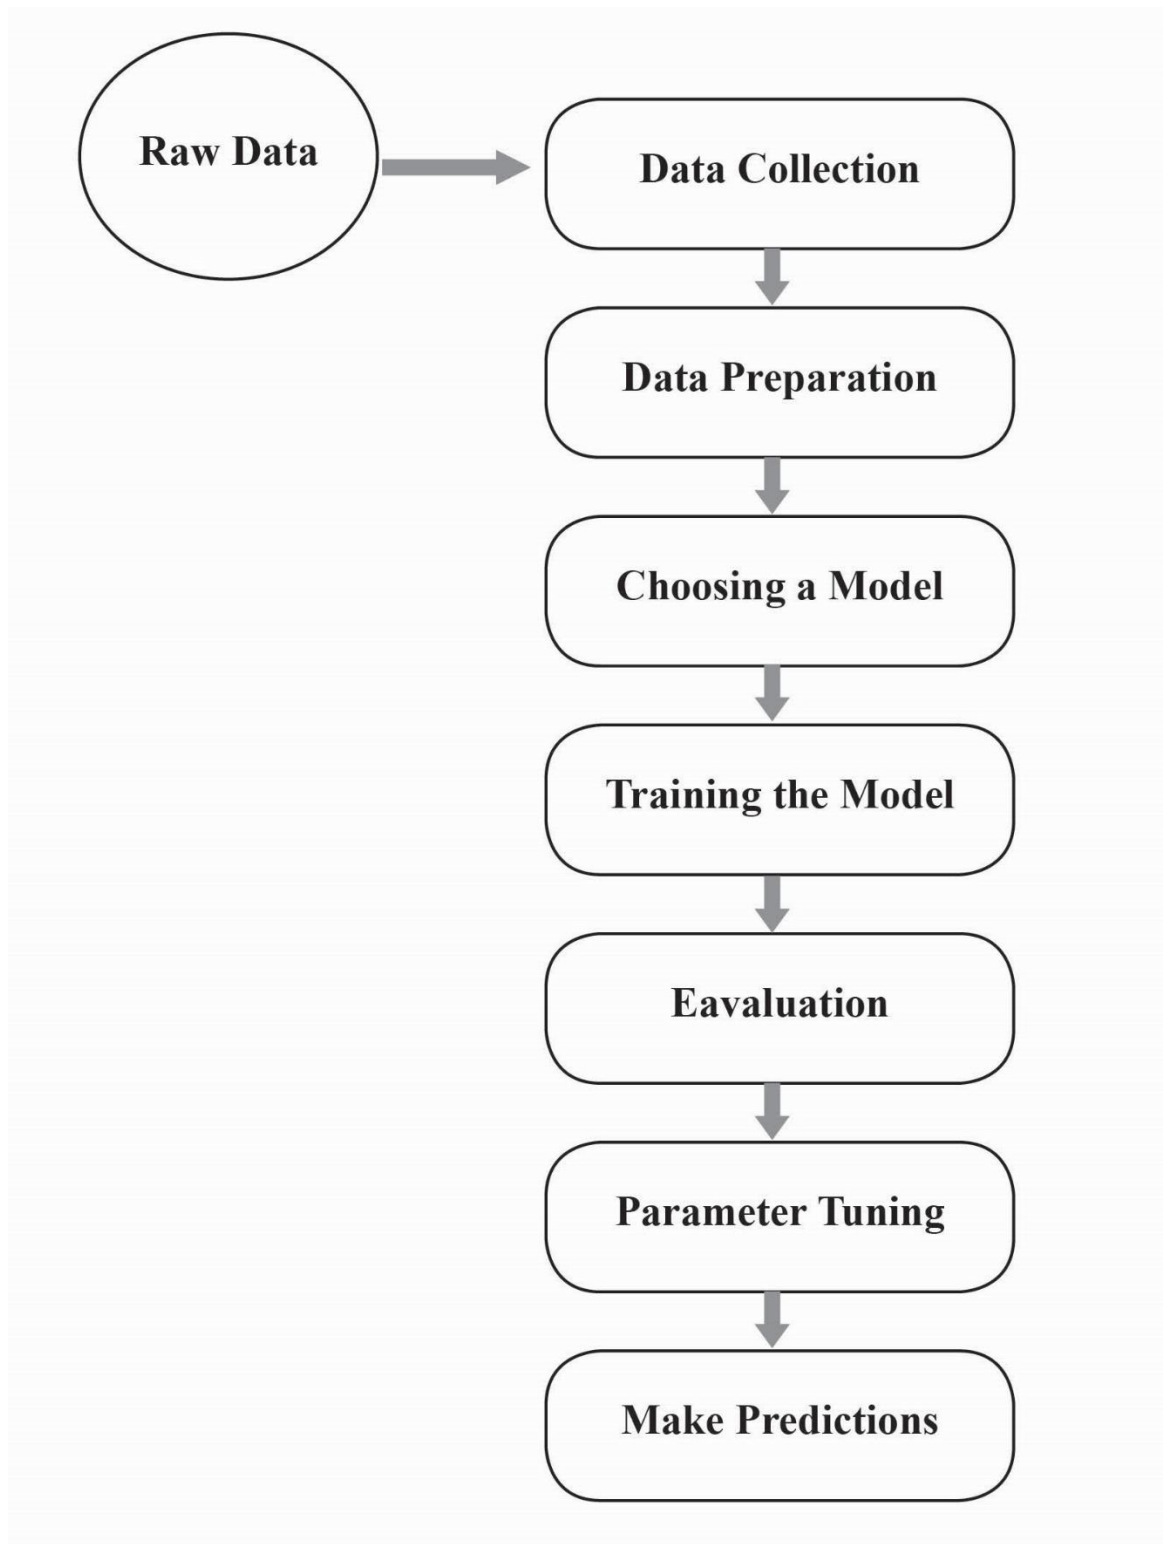 Raw Data
Data Collection
Data Preparation
Choosing a Model
Training the Model
Eavaluation
Parameter Tuning
Make Predictions